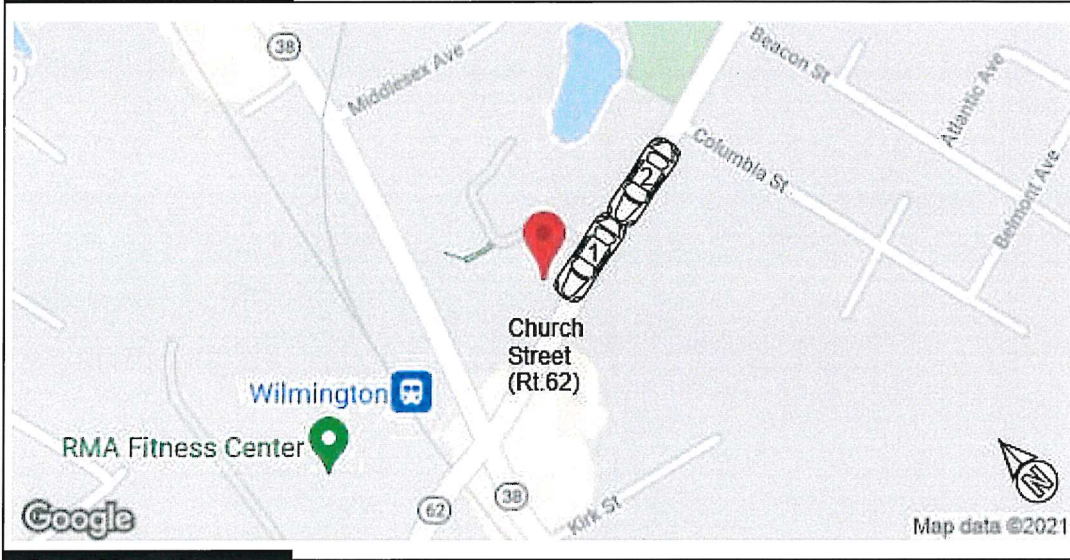 38
Middlesex Ave
Beacon St
Atlantic Ave
Columbia St
Belmont Ave
2
1
Church
Street
(Rt.62)
Wilmington
RMA Fitness Center
62
38
Kirk St
N
Google
Map data ©2021